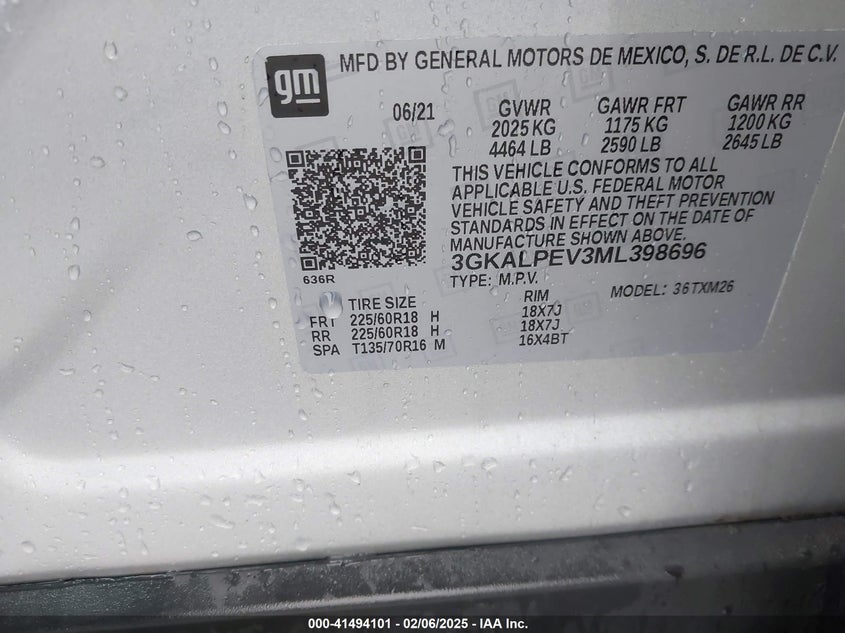 gm
MFD BY GENERAL MOTORS DE MEXICO, S. DE R.L. DE C.V.
06/21 GVWR GAWR FRT GAWR RR
2025 KG 1175 KG 1200 KG
4464 LB 2590 LB 2645 LB
THIS VEHICLE CONFORMS TO ALL
APPLICABLE U.S. FEDERAL MOTOR
VEHICLE SAFETY AND THEFT PREVENTION
STANDARDS IN EFFECT ON THE DATE OF
MANUFACTURE SHOWN ABOVE.
3GKALPEV3ML398696
636R
TYPE: M.P.V. MODEL: 36TXM26
TIRE SIZE RIM
FRT 225/60R18 H 18X7J
RR 225/60R18 H 18X7J
SPA T135/70R16 M 16X4BT
000-41494101 - 02/06/2025 - IAA Inc.